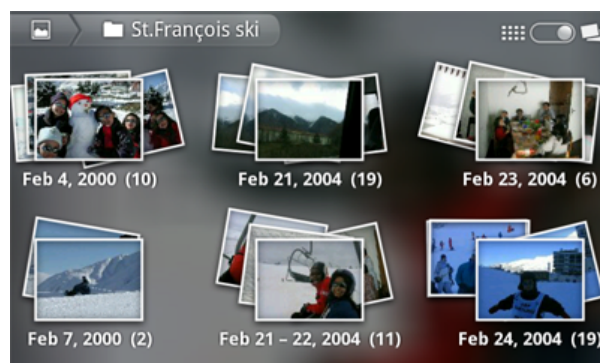 St.François ski
Feb 4, 2000 (10)
Feb 21, 2004 (19)
Feb 23, 2004 (6)
Feb 7, 2000 (2)
Feb 21 – 22, 2004 (11)
Feb 24, 2004 (19)